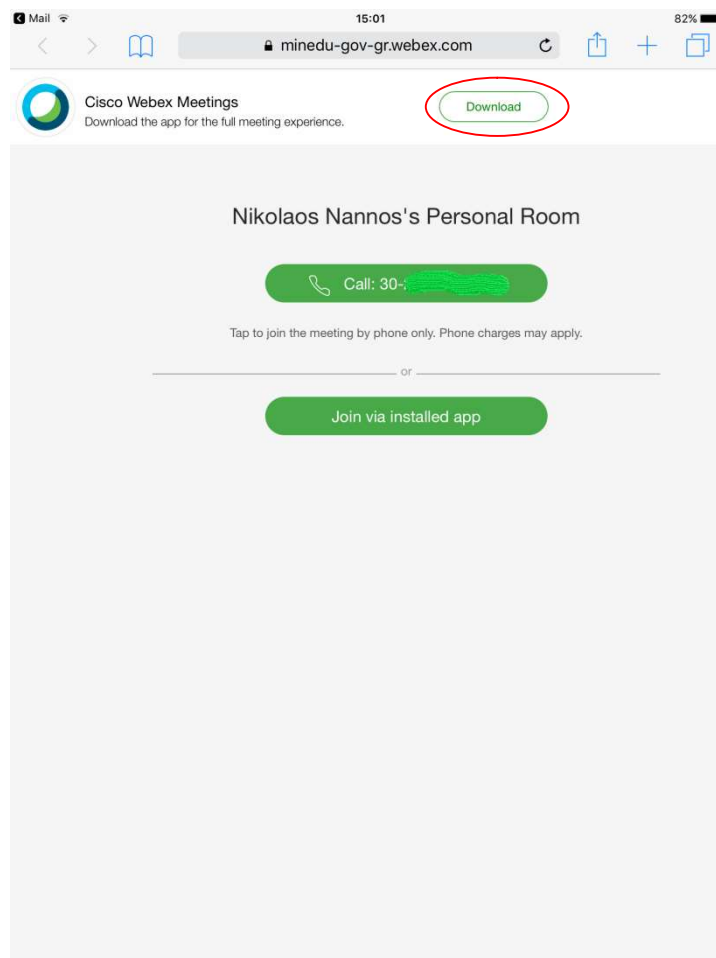 Mail 15:01 82%
minedu-gov-gr.webex.com
Cisco Webex Meetings
Download the app for the full meeting experience.
Download
Nikolaos Nannos's Personal Room
Call: 30-
Tap to join the meeting by phone only. Phone charges may apply.
or
Join via installed app